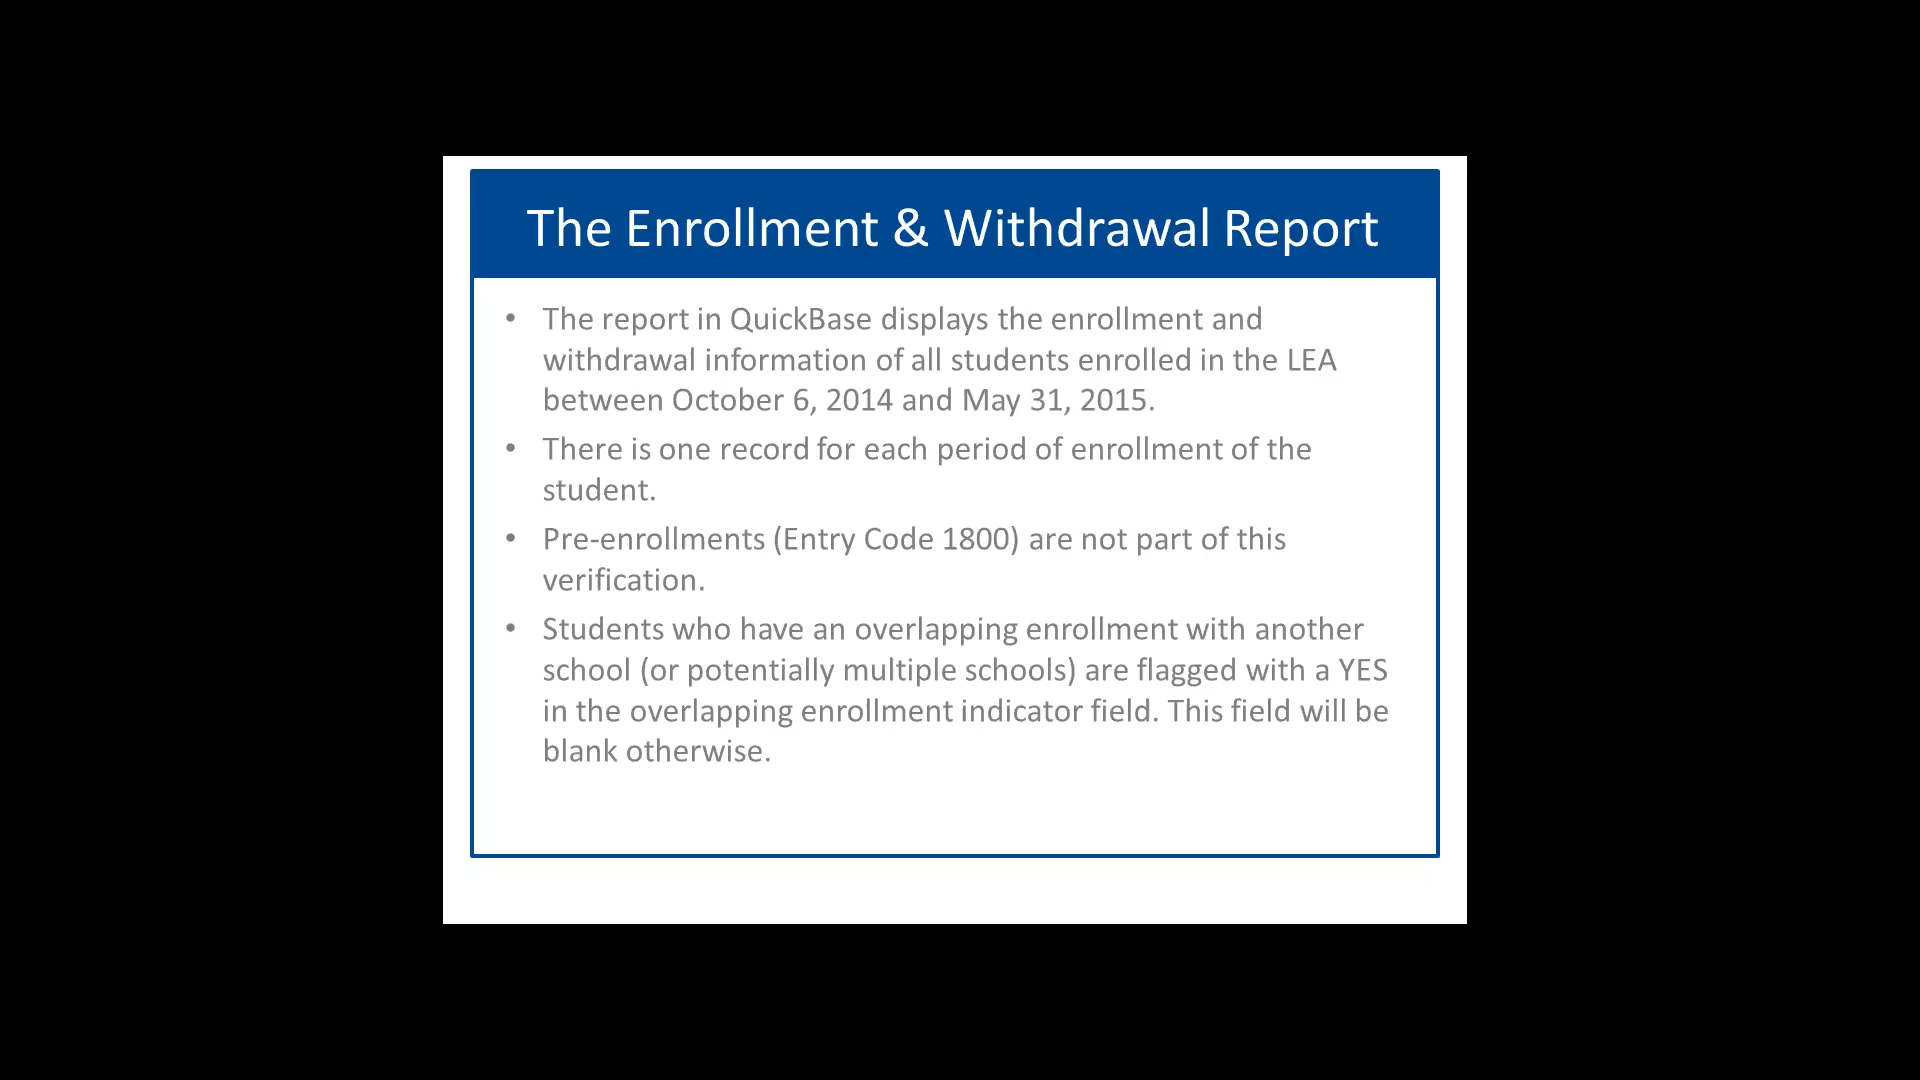 The Enrollment & Withdrawal Report
• The report in QuickBase displays the enrollment and
withdrawal information of all students enrolled in the LEA
between October 6, 2014 and May 31, 2015.
• There is one record for each period of enrollment of the
student.
• Pre-enrollments (Entry Code 1800) are not part of this
verification.
• Students who have an overlapping enrollment with another
school (or potentially multiple schools) are flagged with a YES
in the overlapping enrollment indicator field. This field will be
blank otherwise.